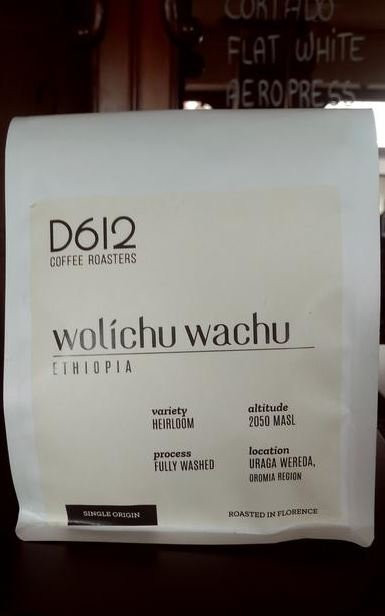 CORTADO
FLAT WHITE
AEROPRESS
D612
COFFEE ROASTERS
wolíchu wachu
ETHIOPIA
variety
HEIRLOOM
altitude
2050 MASL
process
FULLY WASHED
location
URAGA WEREDA,
OROMIA REGION
SINGLE ORIGIN
ROASTED IN FLORENCE